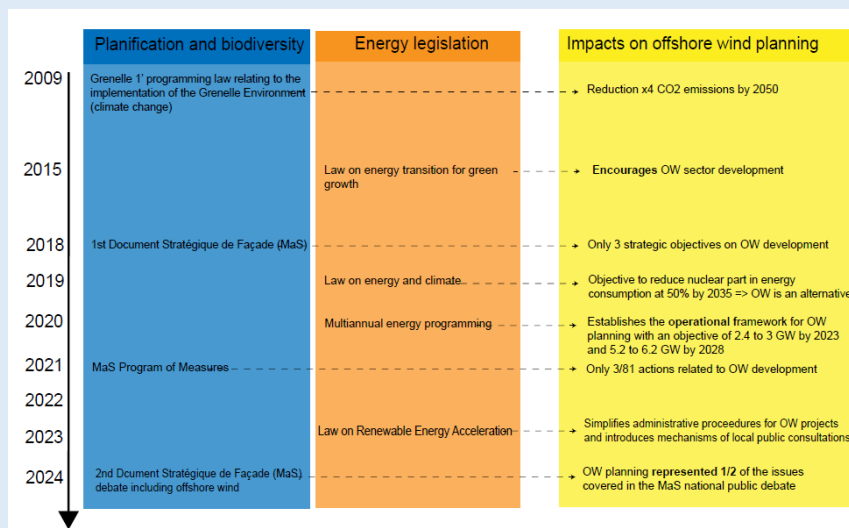 Planification and biodiversity
Energy legislation
Impacts on offshore wind planning
2009
Grenelle 1' programming law relating to the
implementation of the Grenelle Environment
(climate change)
Reduction x4 CO2 emissions by 2050
2015
Law on energy transition for green
growth
Encourages OW sector development
2018
1st Document Stratégique de Façade (MaS)
Only 3 strategic objectives on OW development
2019
Law on energy and climate
Objective to reduce nuclear part in energy
consumption at 50% by 2035 => OW is an alternative
2020
Multiannual energy programming
Establishes the operational framework for OW
planning with an objective of 2.4 to 3 GW by 2023
and 5.2 to 6.2 GW by 2028
2021
MaS Program of Measures
Only 3/81 actions related to OW development
2022
2023
Law on Renewable Energy Acceleration
Simplifies administrative proceedures for OW projects
and introduces mechanisms of local public consultations
2024
2nd Dcument Stratégique de Façade (MaS)
debate including offshore wind
OW planning represented 1/2 of the issues
covered in the MaS national public debate